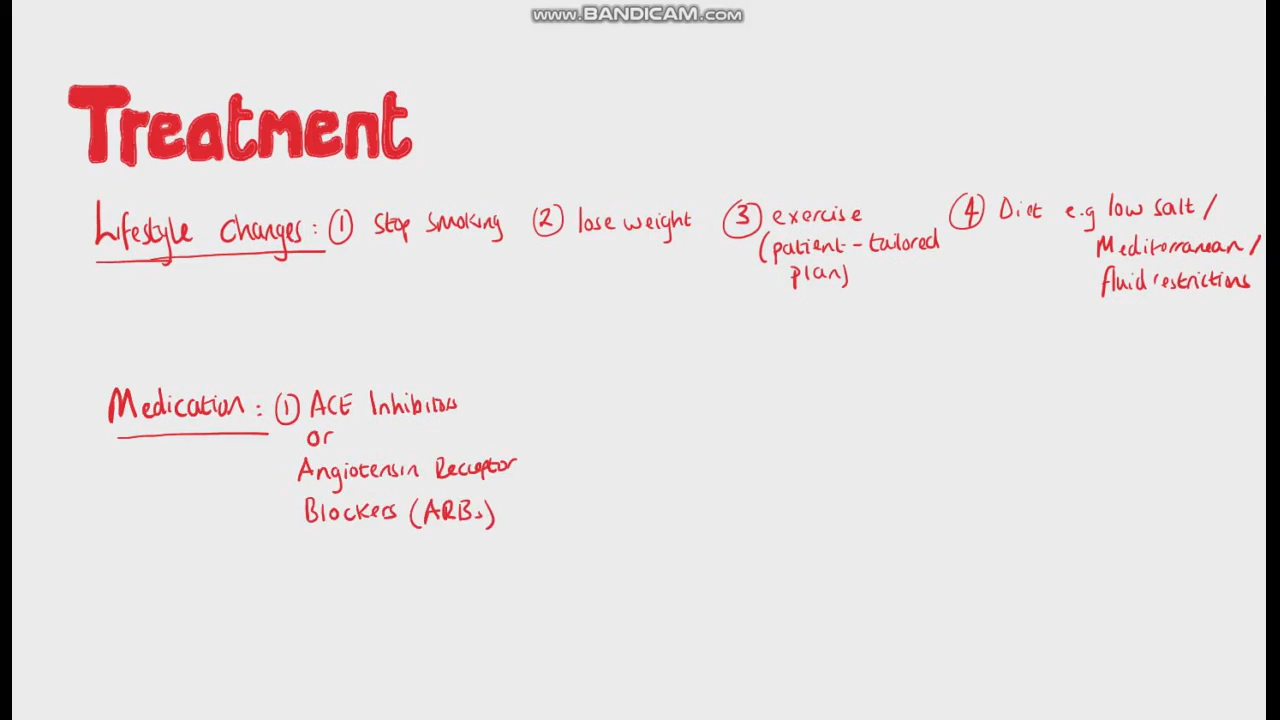 www.BANDICAM.com
Treatment
Lifestyle changes: ① Stop smoking ② lose weight ③ exercise (patient-tailored plan) ④ Diet e.g low salt / Mediterranean / fluid restrictions
Medication: ① ACE Inhibitors
or
Angiotensin Receptor
Blockers (ARBs)